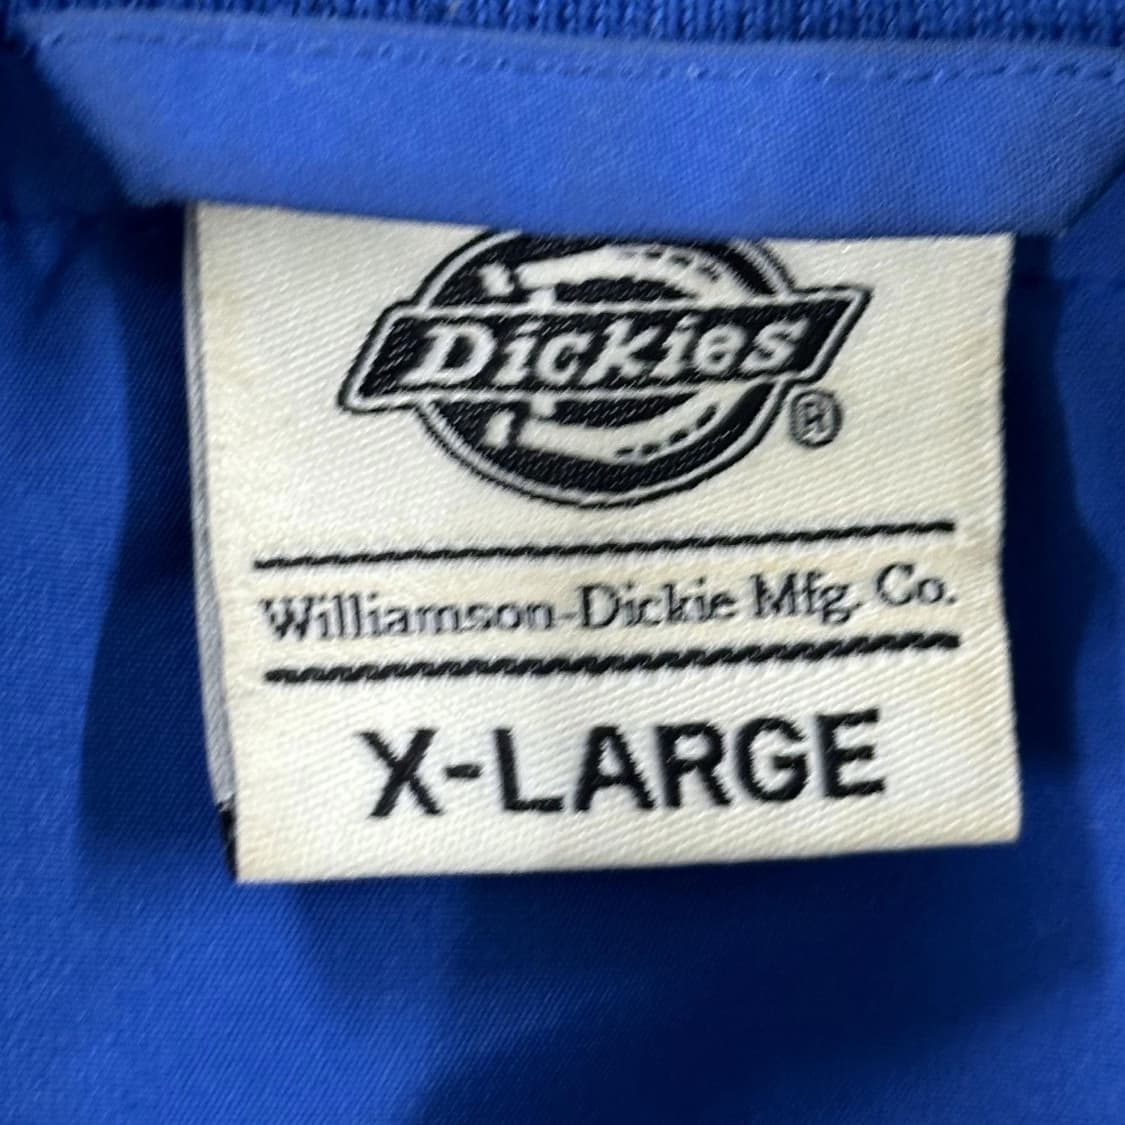 Dickies
®
Williamson-Dickie Mfg. Co.
X-LARGE